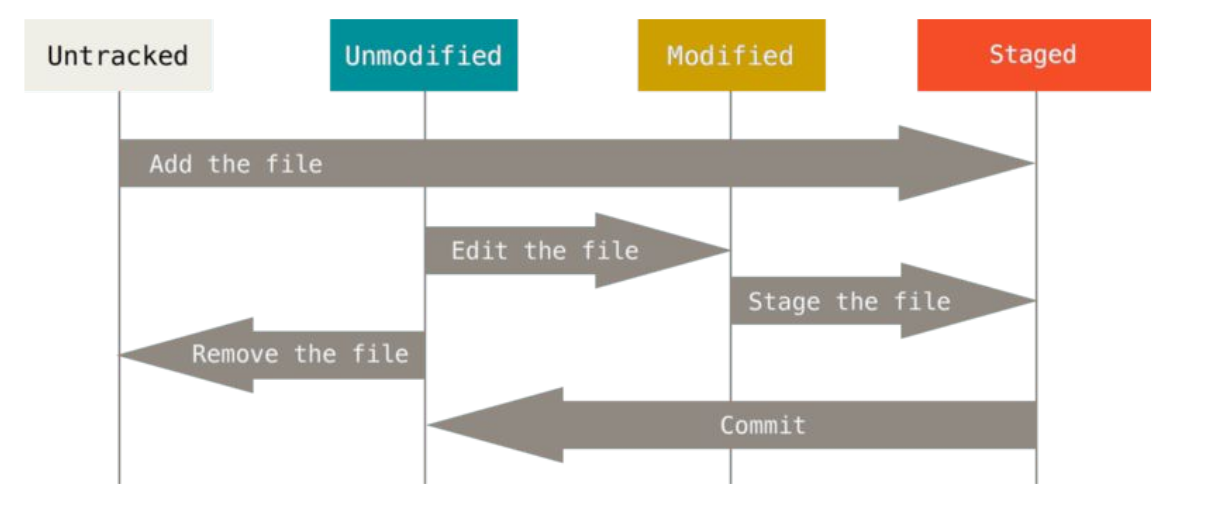 Untracked
Unmodified
Modified
Staged
Add the file
Edit the file
Stage the file
Remove the file
Commit